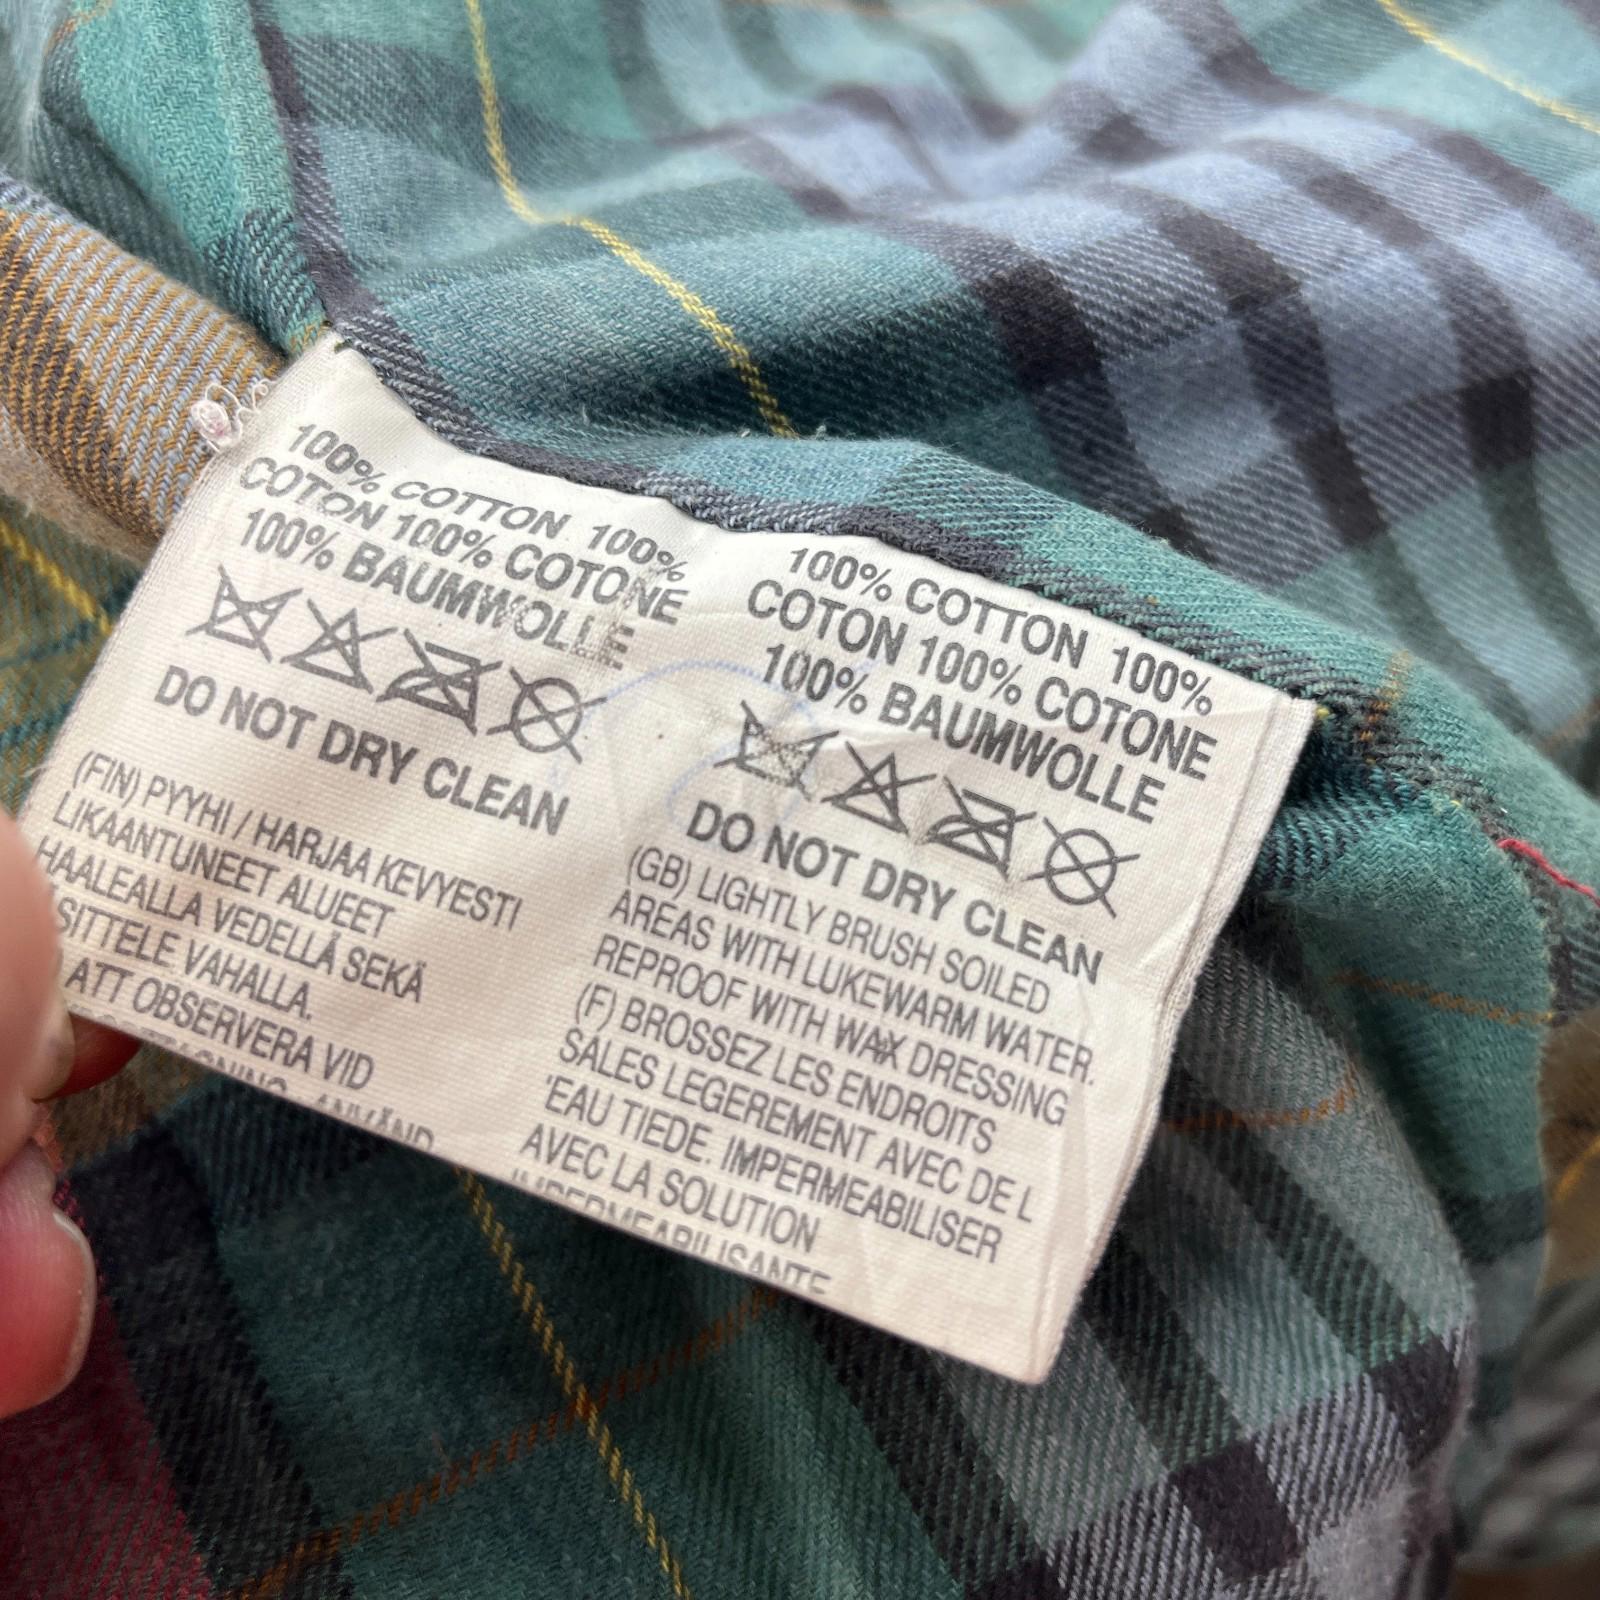 100% COTTON 100%
COTON 100% COTONE
100% BAUMWOLLE
DO NOT DRY CLEAN
(FIN) PYYHI / HARJAA KEVYESTI
LIKAANTUNEET ALUEET
HAALEALLA VEDELLÄ SEKÄ
SITTELE VAHALLA.
ATT OBSERVERA VID
100% COTTON 100%
COTON 100% COTONE
100% BAUMWOLLE
DO NOT DRY CLEAN
(GB) LIGHTLY BRUSH SOILED
AREAS WITH LUKEWARM WATER.
REPROOF WITH WAX DRESSING
(F) BROSSEZ LES ENDROITS
SALES LEGEREMENT AVEC DE L
'EAU TIEDE. IMPERMEABILISER
AVEC LA SOLUTION
IMPERMEABILISANTE